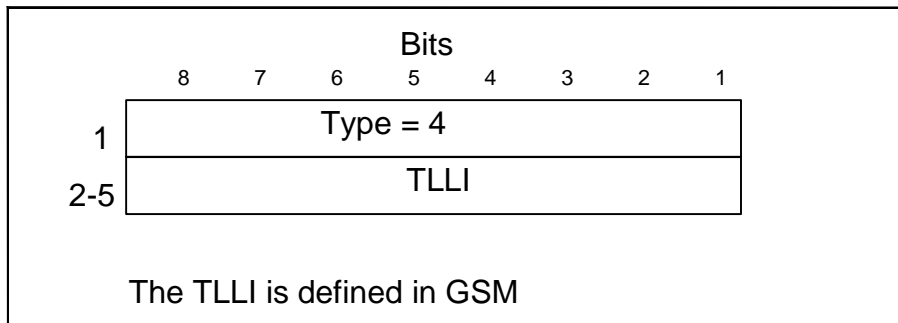 Bits
8 7 6 5 4 3 2 1
1 Type = 4
2-5 TLLI
The TLLI is defined in GSM